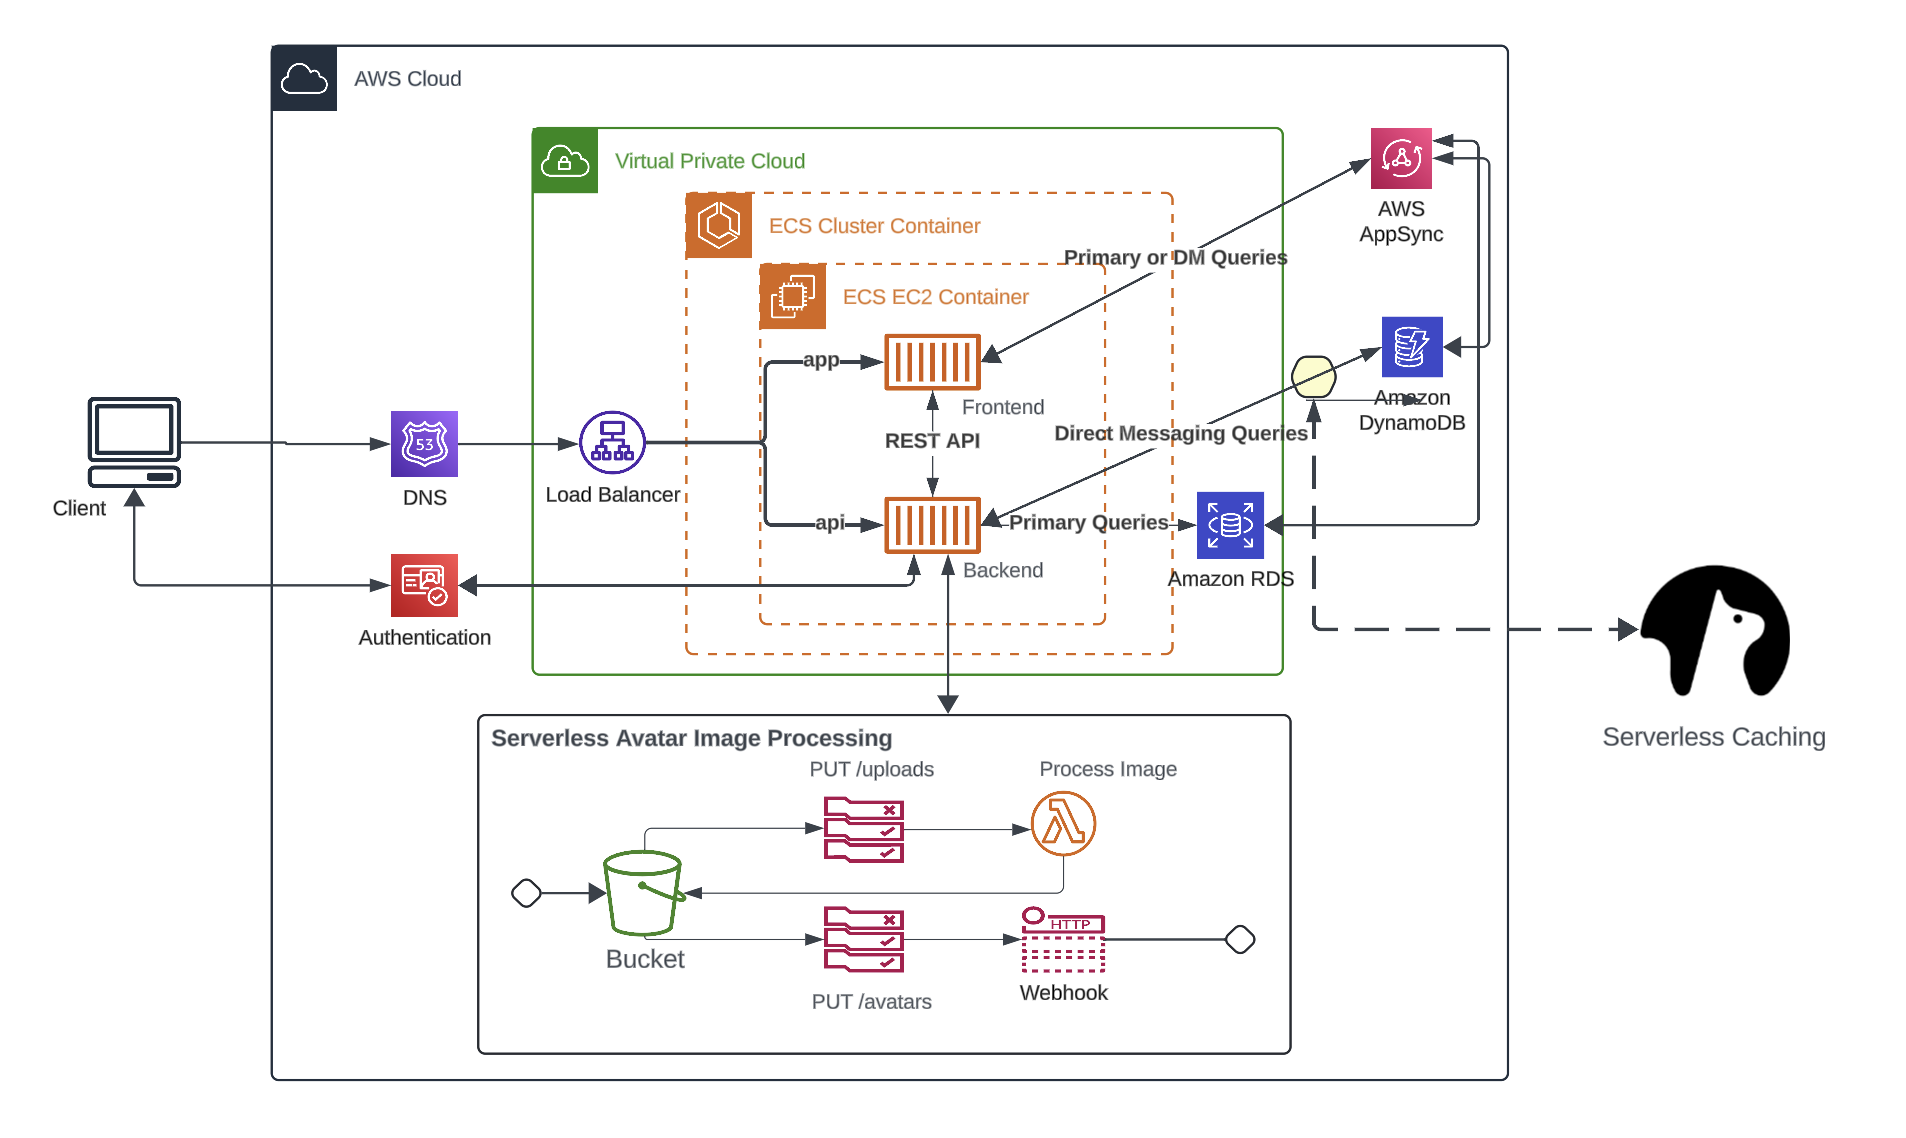 AWS Cloud
Virtual Private Cloud
ECS Cluster Container
ECS EC2 Container
AWS
AppSync
Primary or DM Queries
app
Frontend
REST API
Direct Messaging Queries
Amazon
DynamoDB
Client
53
DNS
Load Balancer
api
Primary Queries
Backend
Amazon RDS
Authentication
Serverless Caching
Serverless Avatar Image Processing
PUT /uploads
Process Image
Bucket
HTTP
PUT /avatars
Webhook